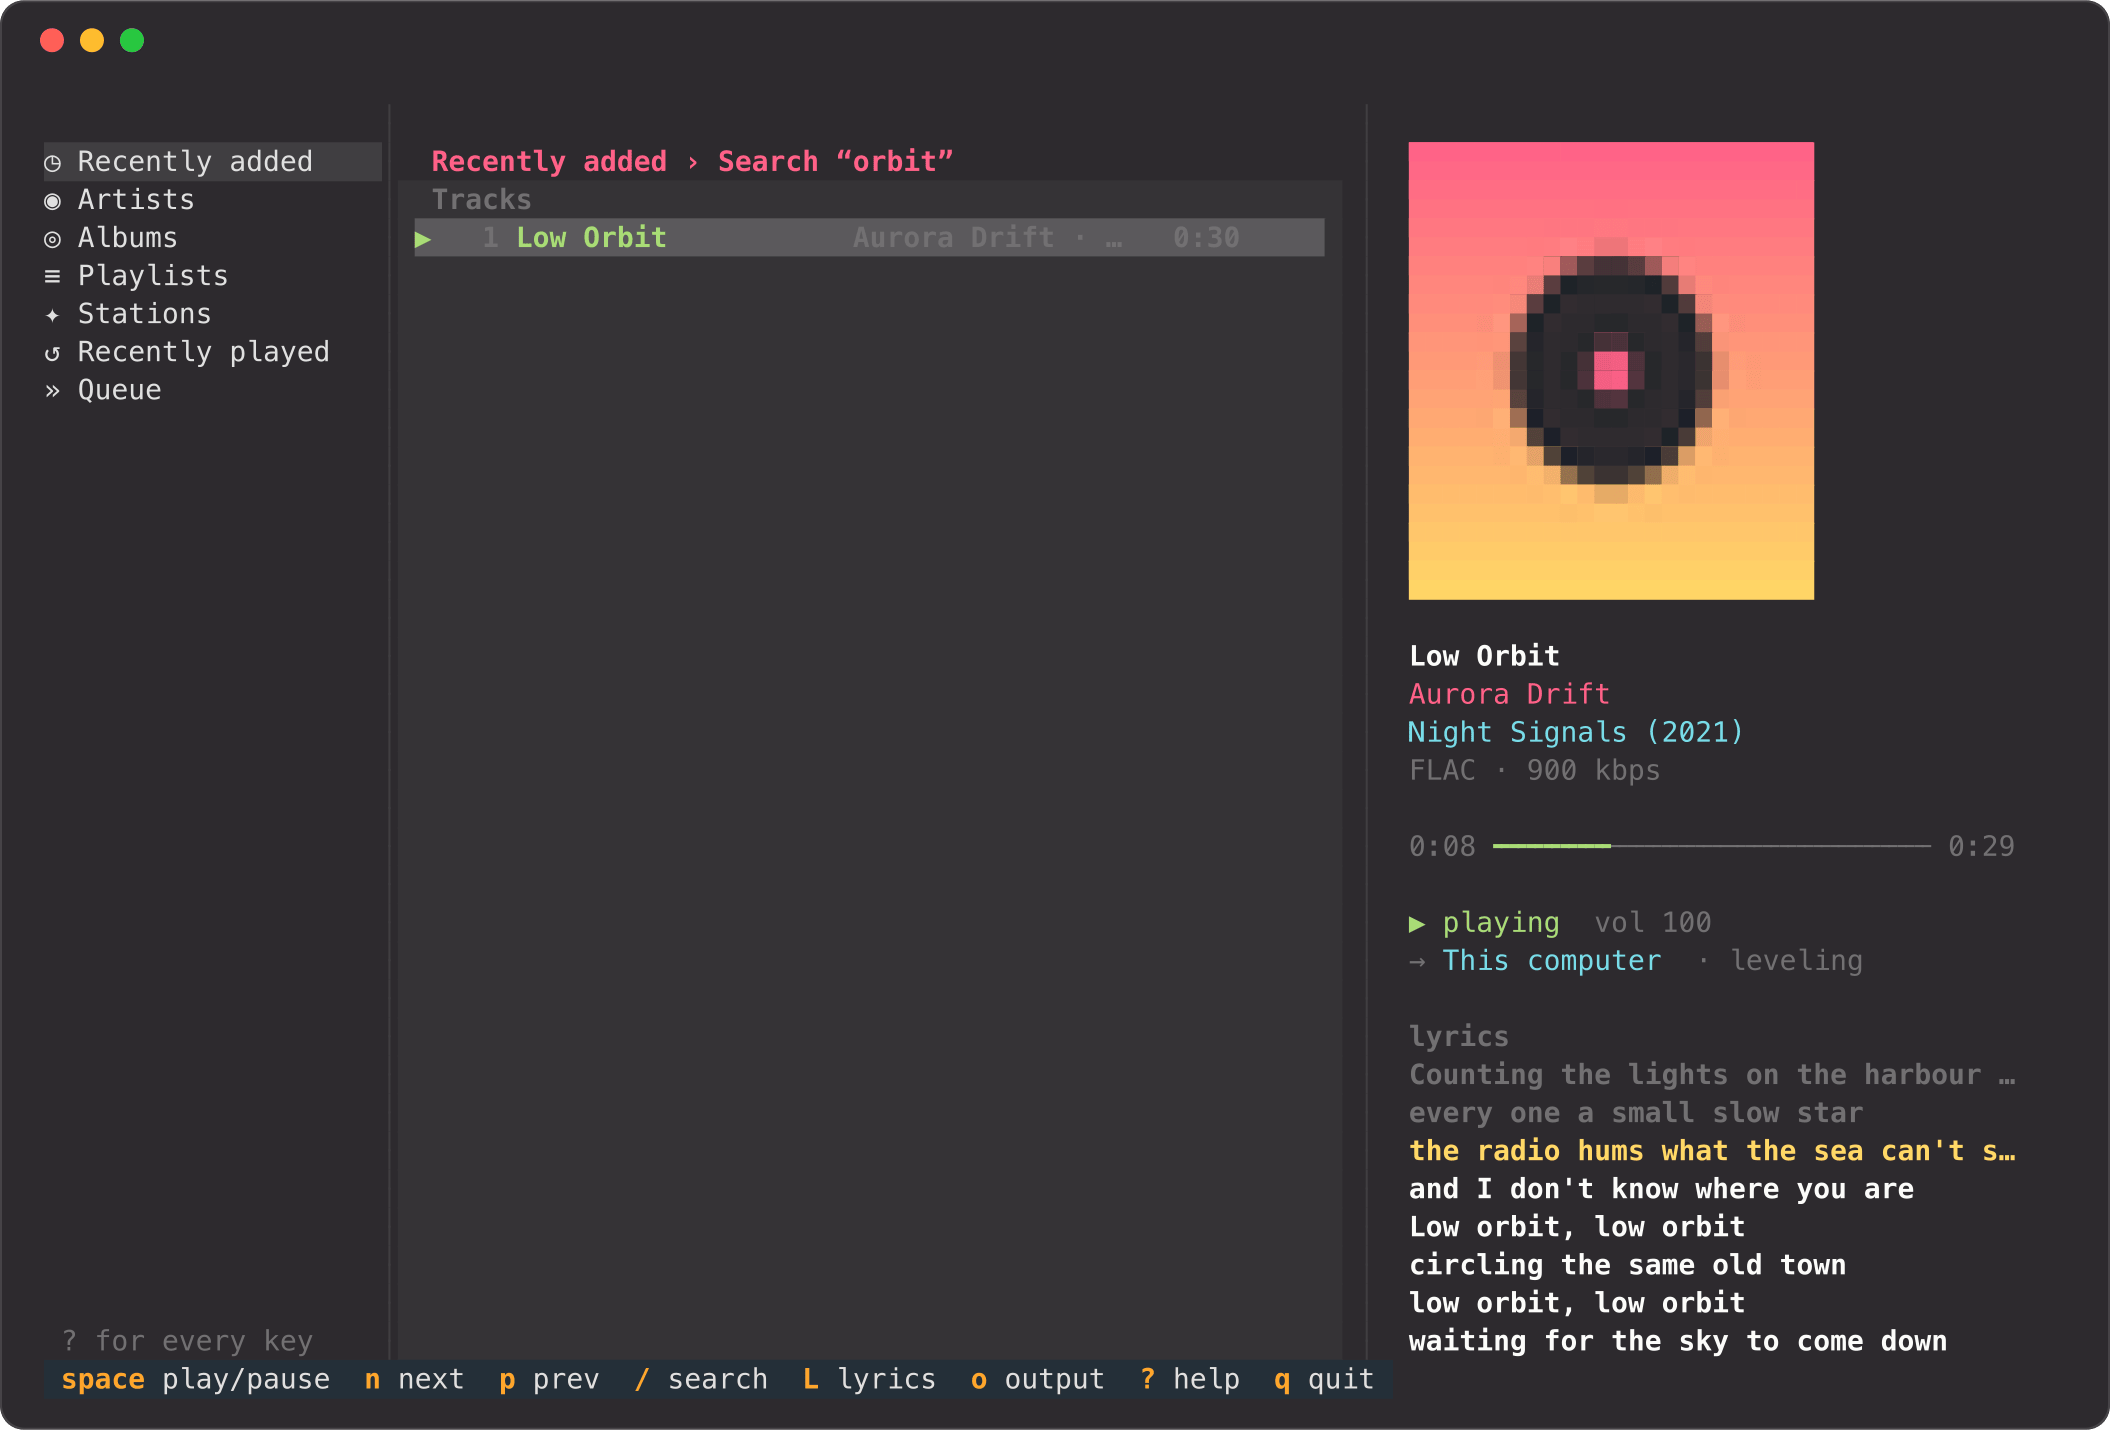 ◷ Recently added
◉ Artists
◎ Albums
≡ Playlists
✦ Stations
↺ Recently played
» Queue
? for every key
Recently added › Search “orbit”
Tracks
▶ 1 Low Orbit Aurora Drift · … 0:30
Low Orbit
Aurora Drift
Night Signals (2021)
FLAC · 900 kbps
0:08 0:29
▶ playing vol 100
→ This computer · leveling
lyrics
Counting the lights on the harbour …
every one a small slow star
the radio hums what the sea can't s…
and I don't know where you are
Low orbit, low orbit
circling the same old town
low orbit, low orbit
waiting for the sky to come down
space play/pause n next p prev / search L lyrics o output ? help q quit